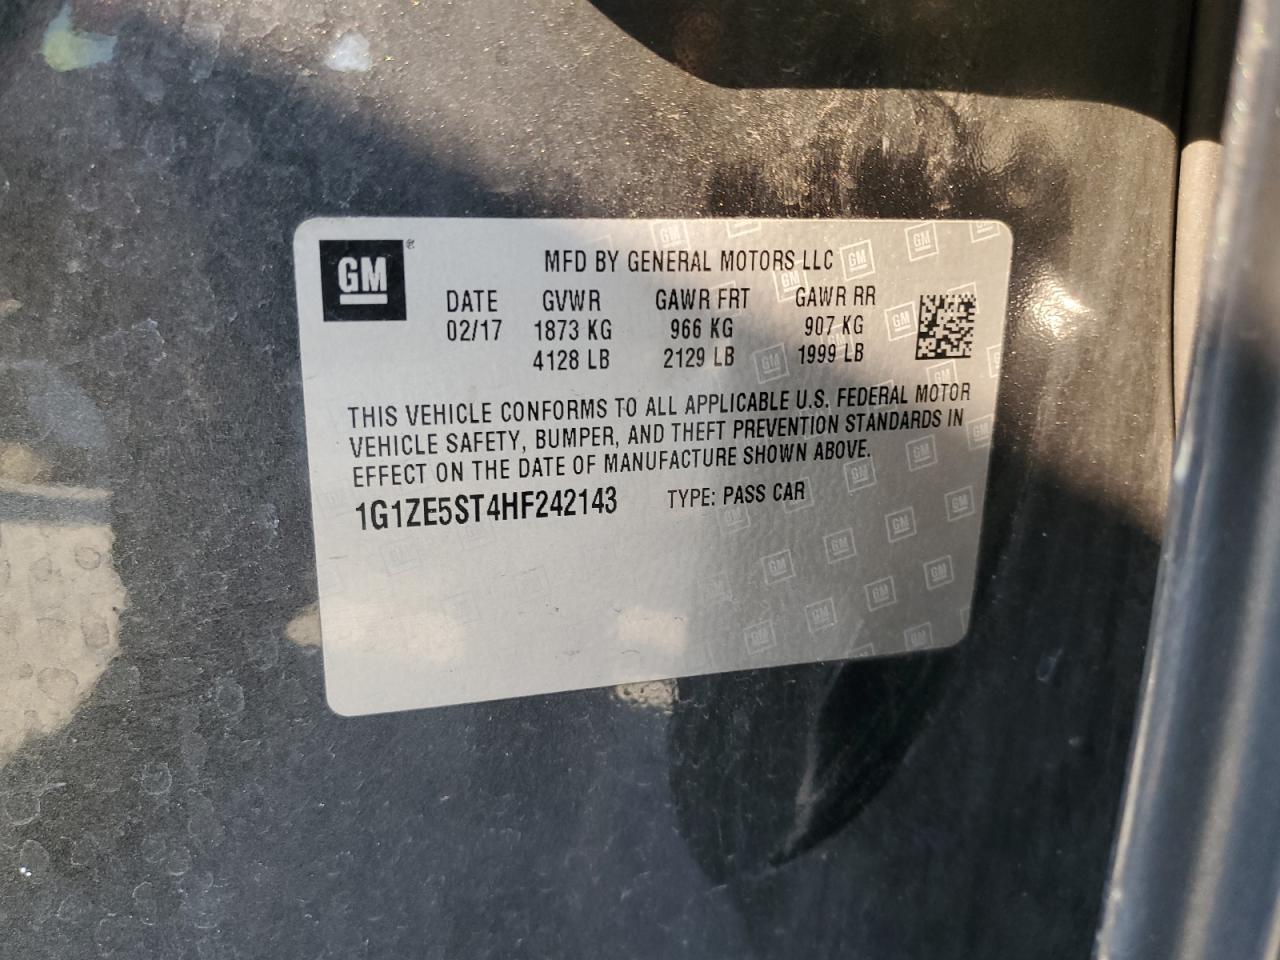 GM®
MFD BY GENERAL MOTORS LLC
DATE GVWR GAWR FRT GAWR RR
02/17 1873 KG 966 KG 907 KG
4128 LB 2129 LB 1999 LB
THIS VEHICLE CONFORMS TO ALL APPLICABLE U.S. FEDERAL MOTOR
VEHICLE SAFETY, BUMPER, AND THEFT PREVENTION STANDARDS IN
EFFECT ON THE DATE OF MANUFACTURE SHOWN ABOVE.
1G1ZE5ST4HF242143 TYPE: PASS CAR